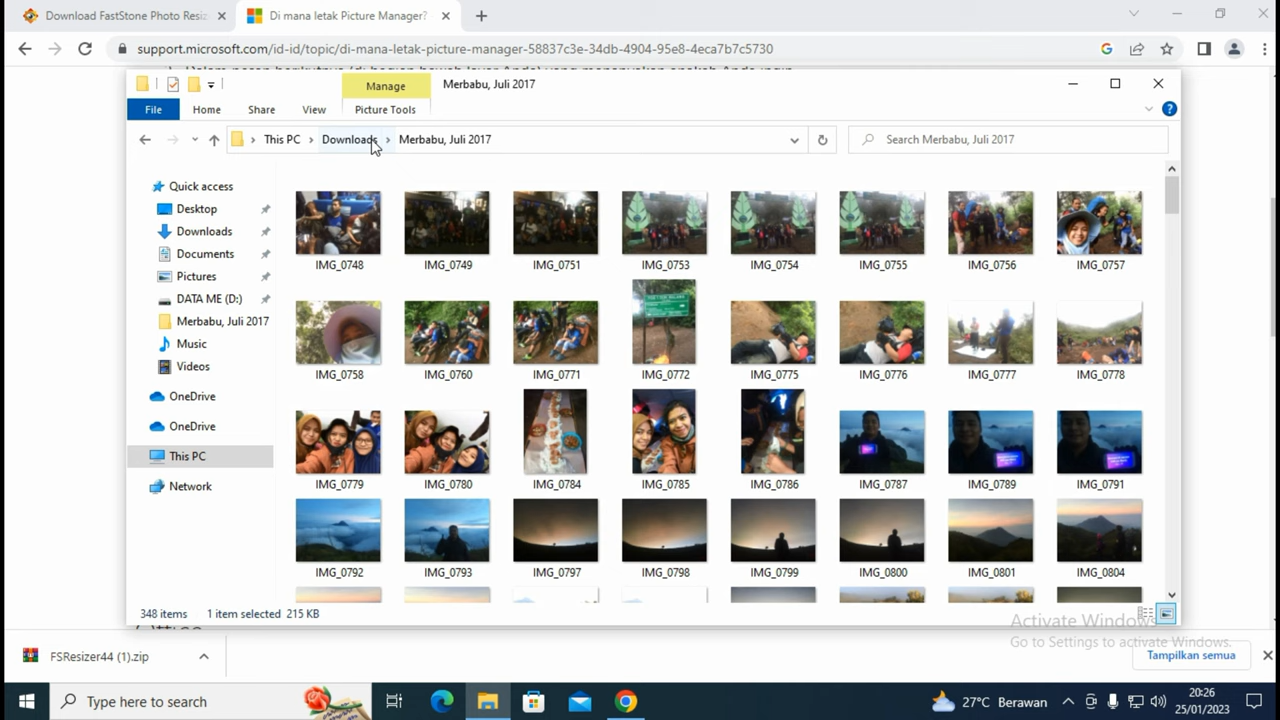 Download FastStone Photo Resiz
Di mana letak Picture Manager?
support.microsoft.com/id-id/topic/di-mana-letak-picture-manager-58837c3e-34db-4904-95e8-4eca7b7c5730
Manage
Merbabu, Juli 2017
File
Home
Share
View
Picture Tools
This PC
Downloads
Merbabu, Juli 2017
Search Merbabu, Juli 2017
Quick access
Desktop
Downloads
Documents
Pictures
DATA ME (D:)
Merbabu, Juli 2017
Music
Videos
OneDrive
OneDrive
This PC
Network
IMG_0748 IMG_0749 IMG_0751 IMG_0753 IMG_0754 IMG_0755 IMG_0756 IMG_0757
IMG_0758 IMG_0760 IMG_0771 IMG_0772 IMG_0775 IMG_0776 IMG_0777 IMG_0778
IMG_0779 IMG_0780 IMG_0784 IMG_0785 IMG_0786 IMG_0787 IMG_0789 IMG_0791
IMG_0792 IMG_0793 IMG_0797 IMG_0798 IMG_0799 IMG_0800 IMG_0801 IMG_0804
348 items
1 item selected 215 KB
Activate Windows
Go to Settings to activate Windows.
FSResizer44 (1).zip
Tampilkan semua
Type here to search
27°C Berawan
20:26
25/01/2023